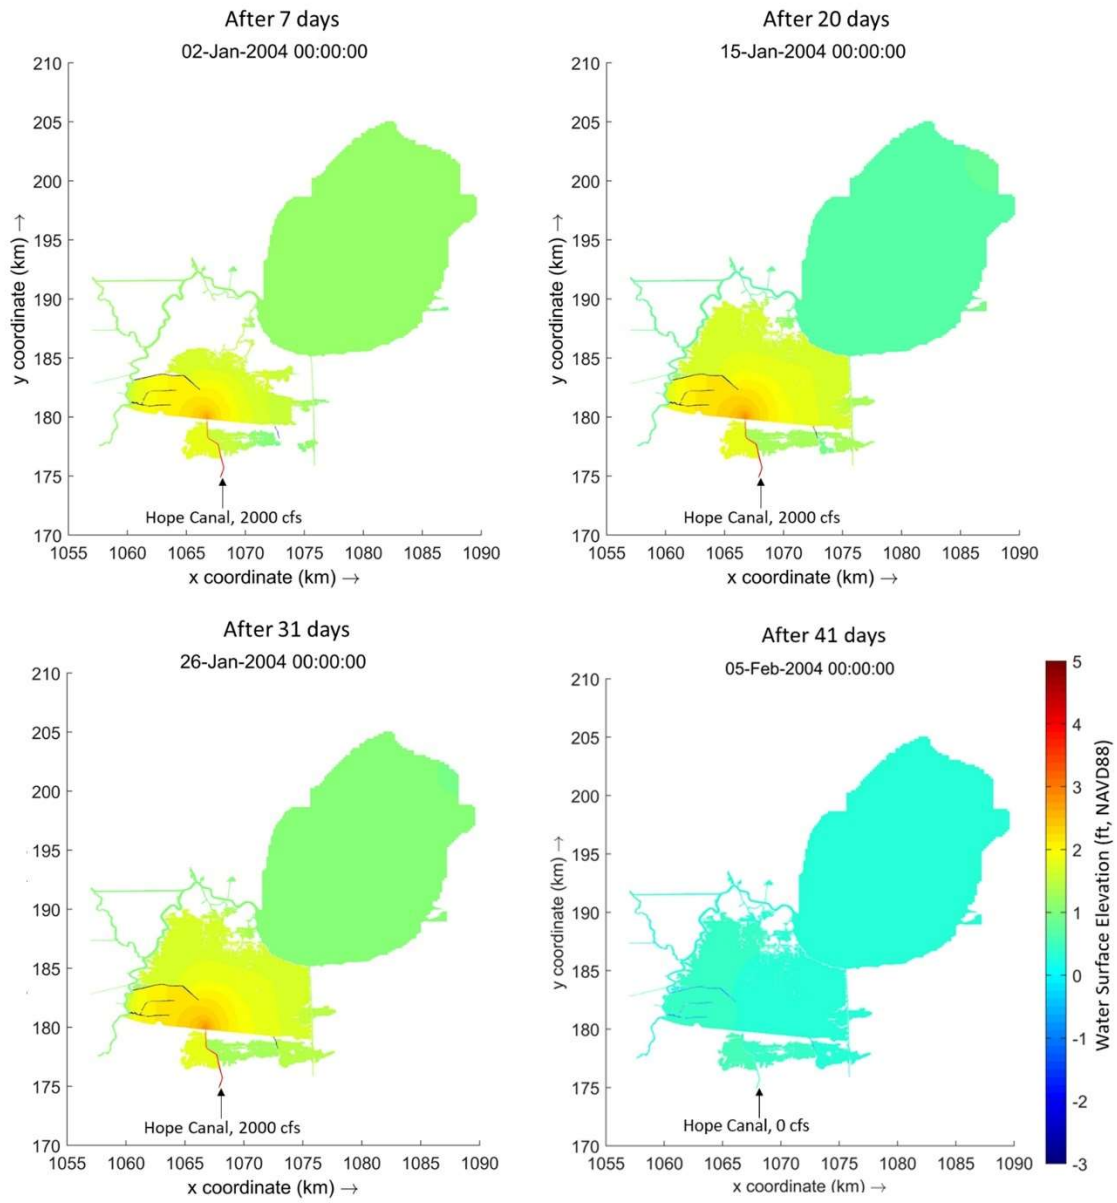 After 7 days
02-Jan-2004 00:00:00
210
205
200
195
190
185
180
175
170
y coordinate (km) →
Hope Canal, 2000 cfs
1055 1060 1065 1070 1075 1080 1085 1090
x coordinate (km) →
After 20 days
15-Jan-2004 00:00:00
210
205
200
195
190
185
180
175
170
y coordinate (km) →
Hope Canal, 2000 cfs
1055 1060 1065 1070 1075 1080 1085 1090
x coordinate (km) →
After 31 days
26-Jan-2004 00:00:00
210
205
200
195
190
185
180
175
170
Hope Canal, 2000 cfs
1055 1060 1065 1070 1075 1080 1085 1090
x coordinate (km) →
After 41 days
05-Feb-2004 00:00:00
210
205
200
195
190
185
180
175
170
y coordinate (km) →
Hope Canal, 0 cfs
1055 1060 1065 1070 1075 1080 1085 1090
x coordinate (km) →
5
4
3
2
1
0
-1
-2
-3
Water Surface Elevation (ft, NAVD88)